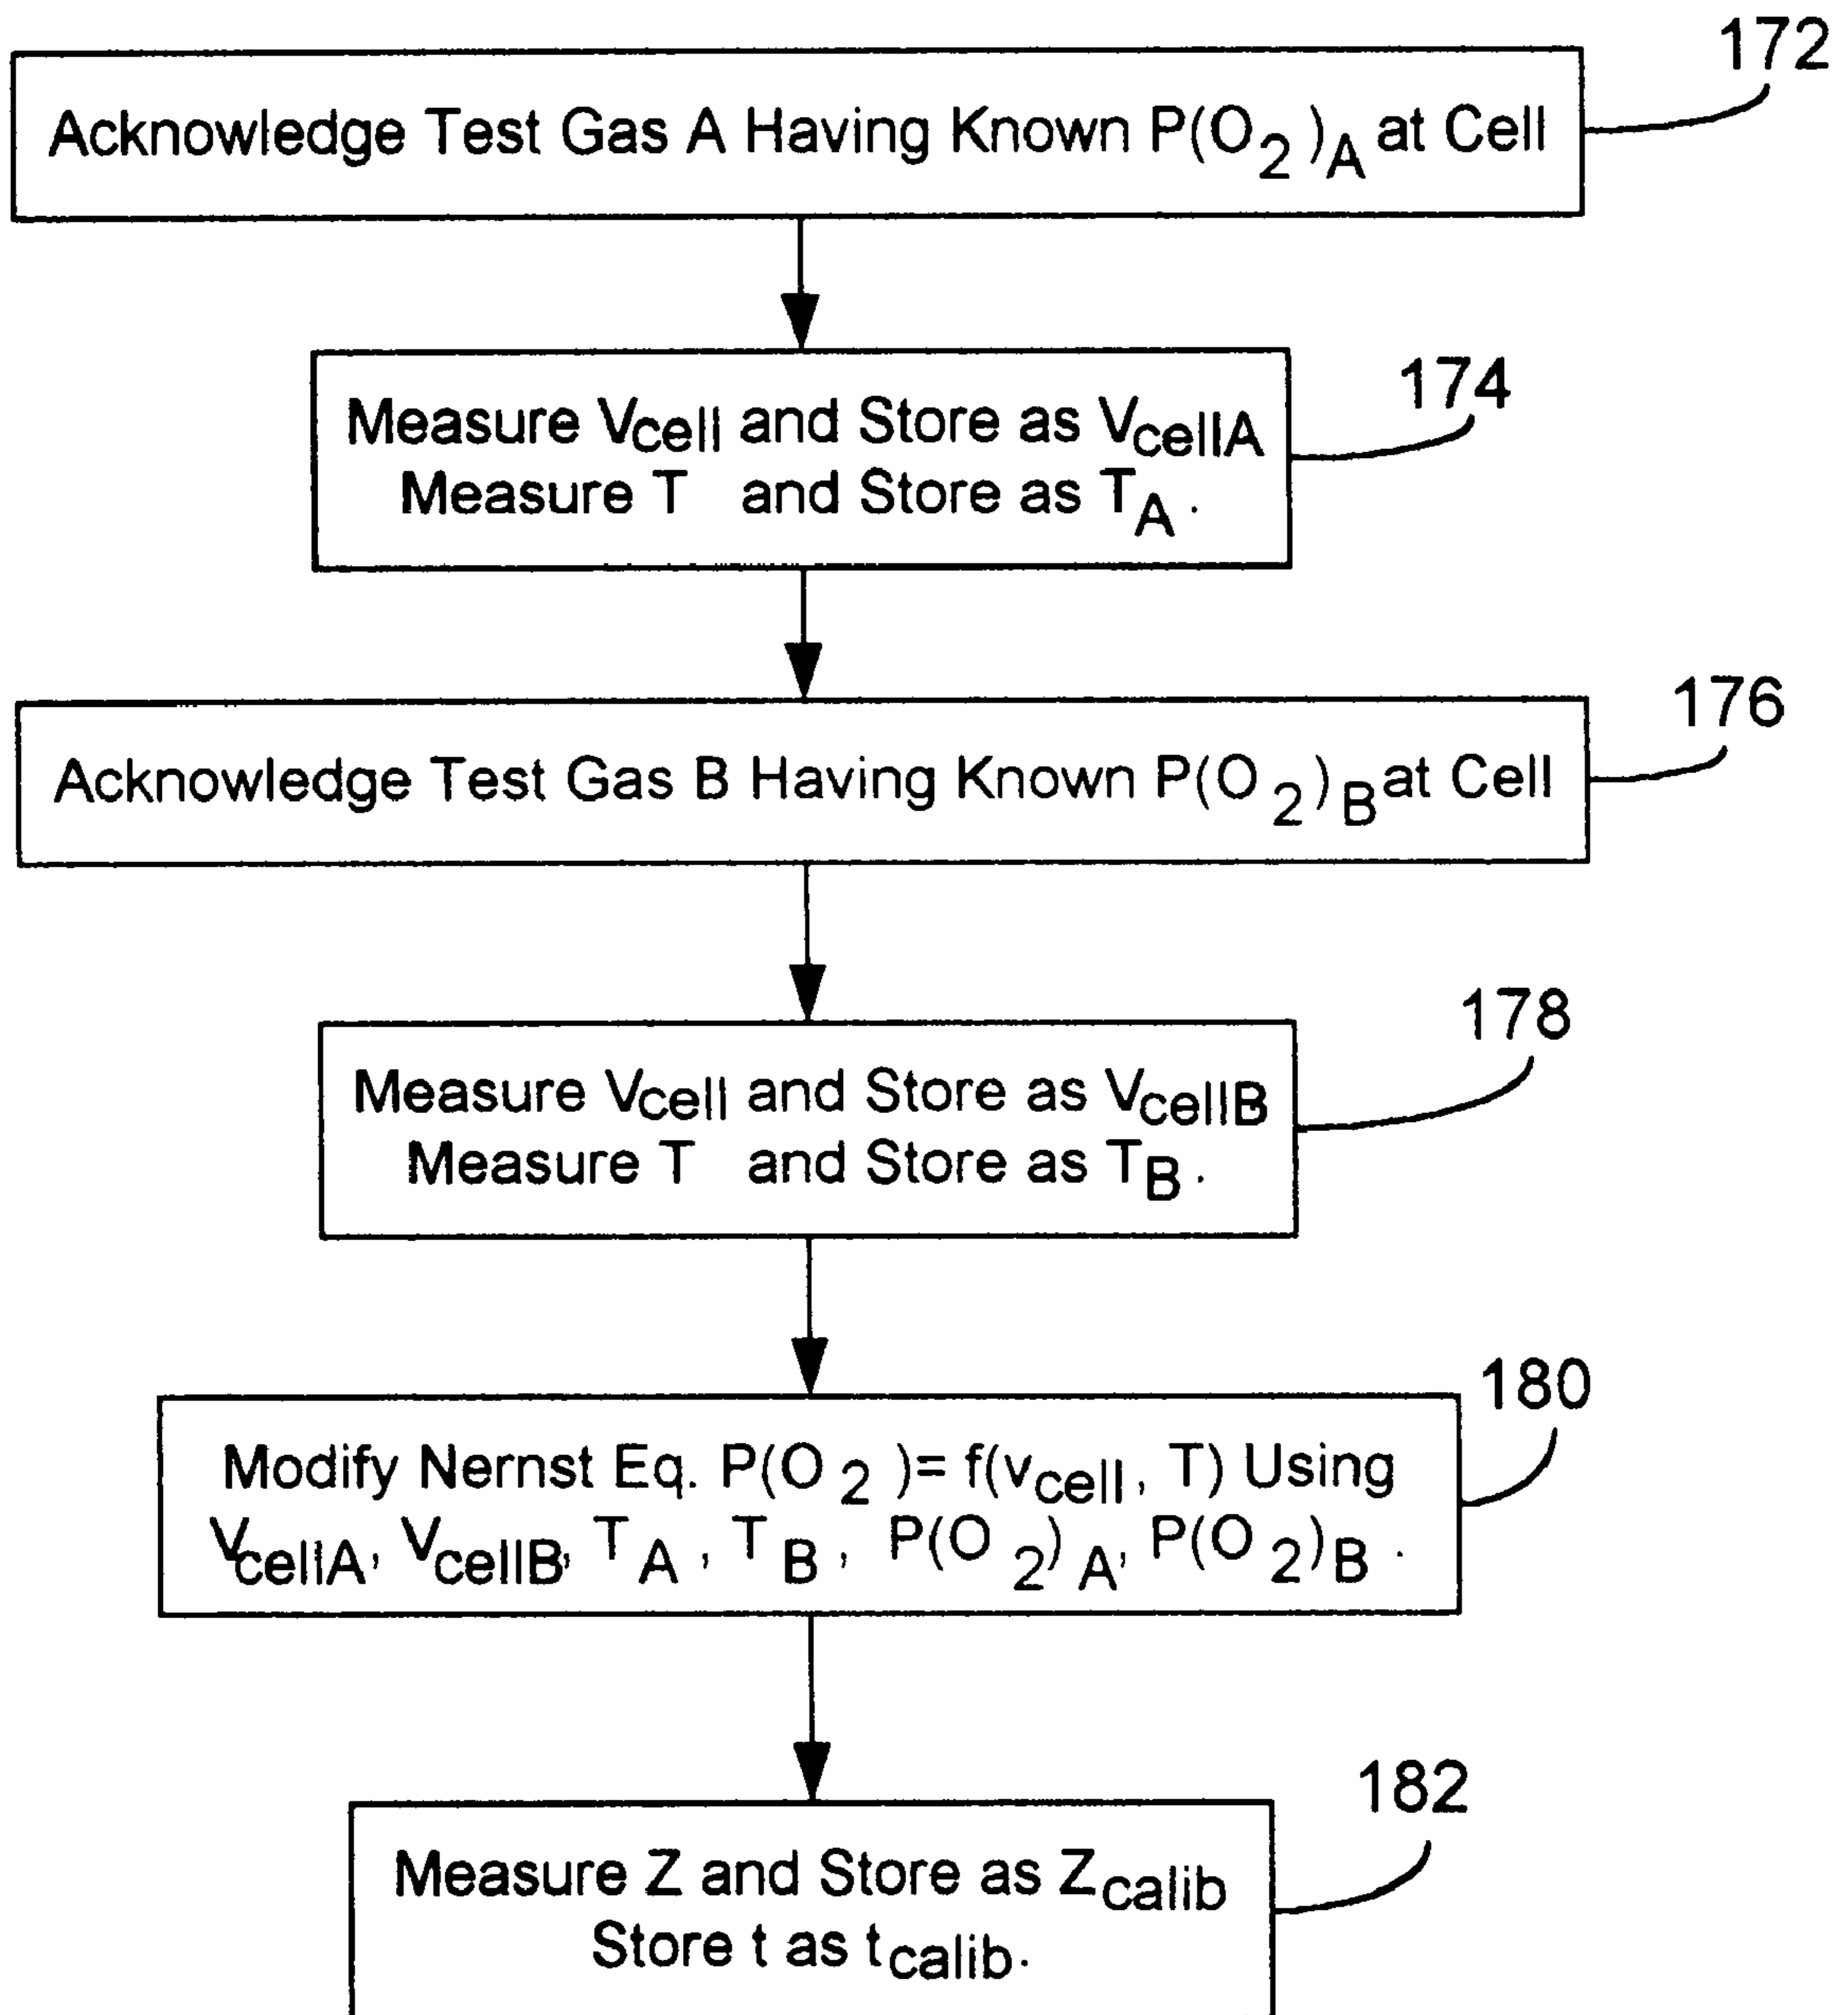 172
Acknowledge Test Gas A Having Known P(O2)A at Cell
174
Measure Vcell and Store as VcellA
Measure T and Store as TA.
176
Acknowledge Test Gas B Having Known P(O2)B at Cell
178
Measure Vcell and Store as VcellB
Measure T and Store as TB.
180
Modify Nernst Eq. P(O2)= f(vcell, T) Using
VcellA, VcellB, TA, TB, P(O2)A, P(O2)B.
182
Measure Z and Store as Zcalib
Store t as tcalib.